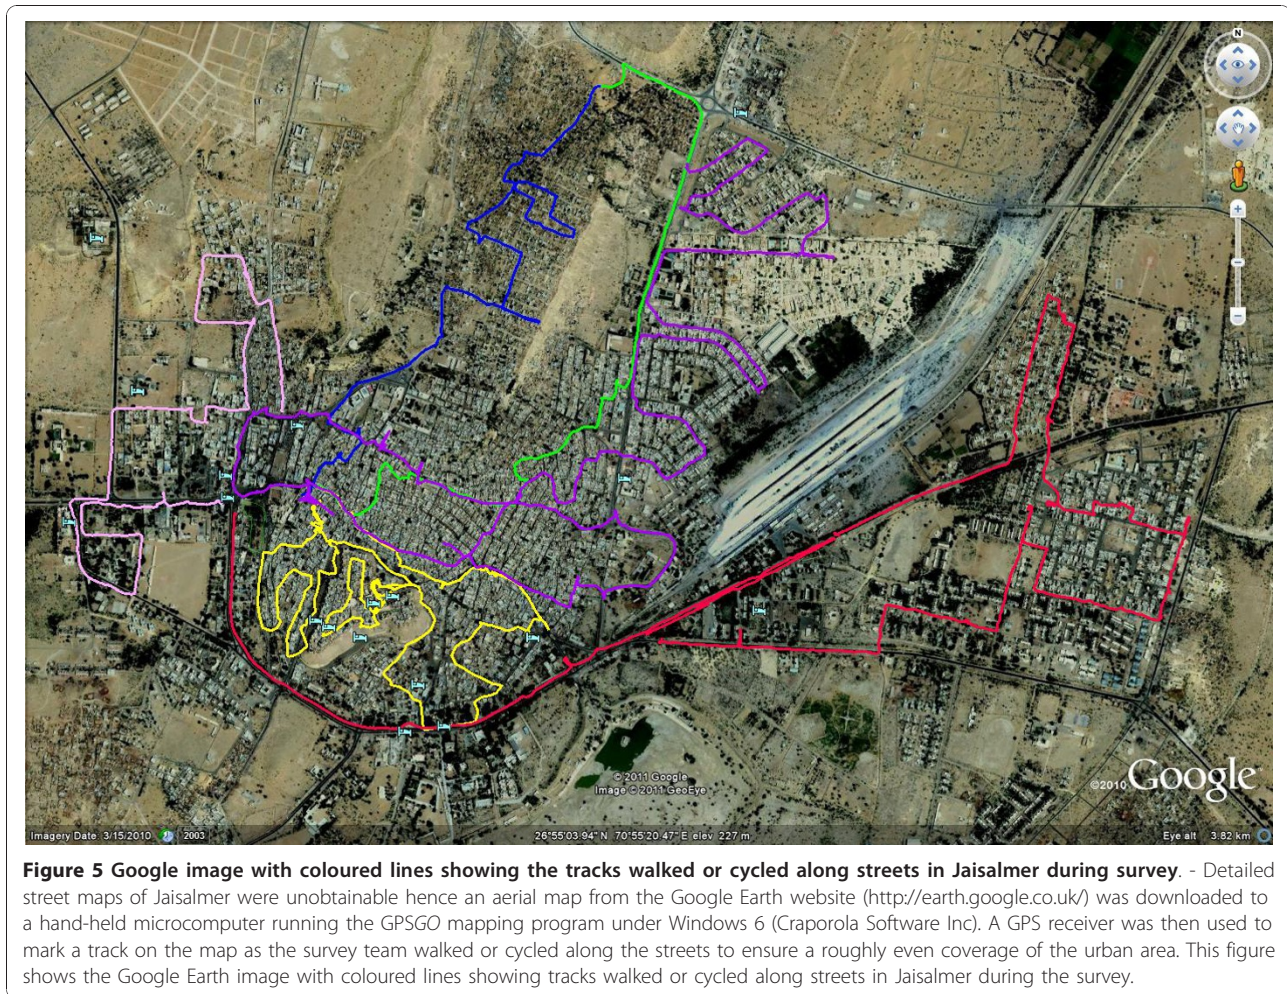 N
© 2011 Google
Image © 2011 GeoEye
©2010 Google
Imagery Date 3/15/2010 2003 26°55'03.94" N 70°55'20.47" E elev 227 m Eye alt 3.82 km
Figure 5 Google image with coloured lines showing the tracks walked or cycled along streets in Jaisalmer during survey. - Detailed
street maps of Jaisalmer were unobtainable hence an aerial map from the Google Earth website (http://earth.google.co.uk/) was downloaded to
a hand-held microcomputer running the GPSGO mapping program under Windows 6 (Craporola Software Inc). A GPS receiver was then used to
mark a track on the map as the survey team walked or cycled along the streets to ensure a roughly even coverage of the urban area. This figure
shows the Google Earth image with coloured lines showing tracks walked or cycled along streets in Jaisalmer during the survey.